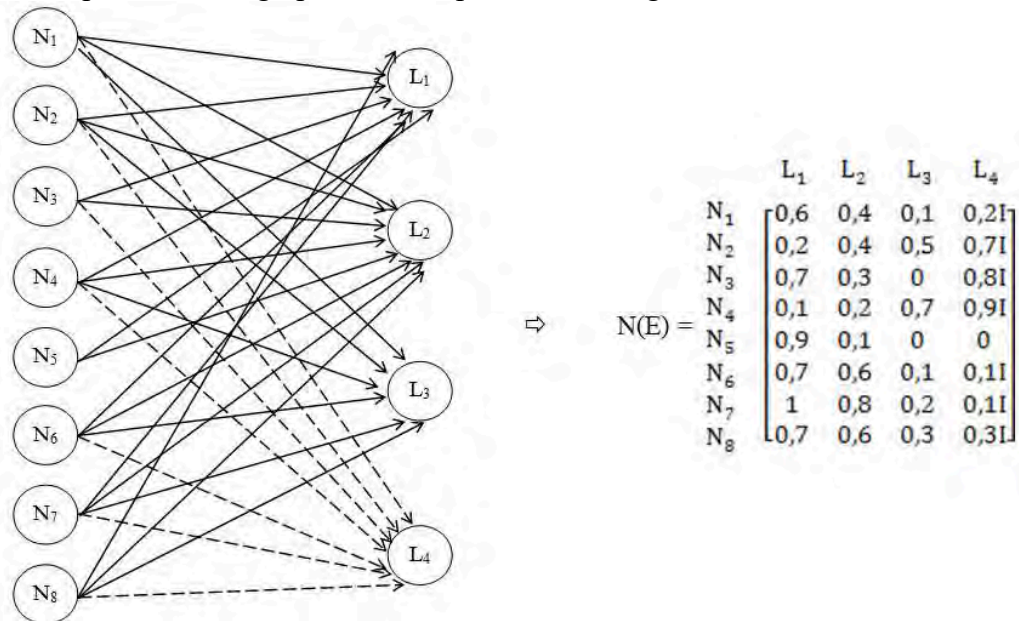 N₁
N₂
N₃
N₄
N₅
N₆
N₇
N₈
L₁
L₂
L₃
L₄
⇨
N(E) =
L₁ L₂ L₃ L₄
N₁ 0,6 0,4 0,1 0,2I
N₂ 0,2 0,4 0,5 0,7I
N₃ 0,7 0,3 0 0,8I
N₄ 0,1 0,2 0,7 0,9I
N₅ 0,9 0,1 0 0
N₆ 0,7 0,6 0,1 0,1I
N₇ 1 0,8 0,2 0,1I
N₈ 0,7 0,6 0,3 0,3I